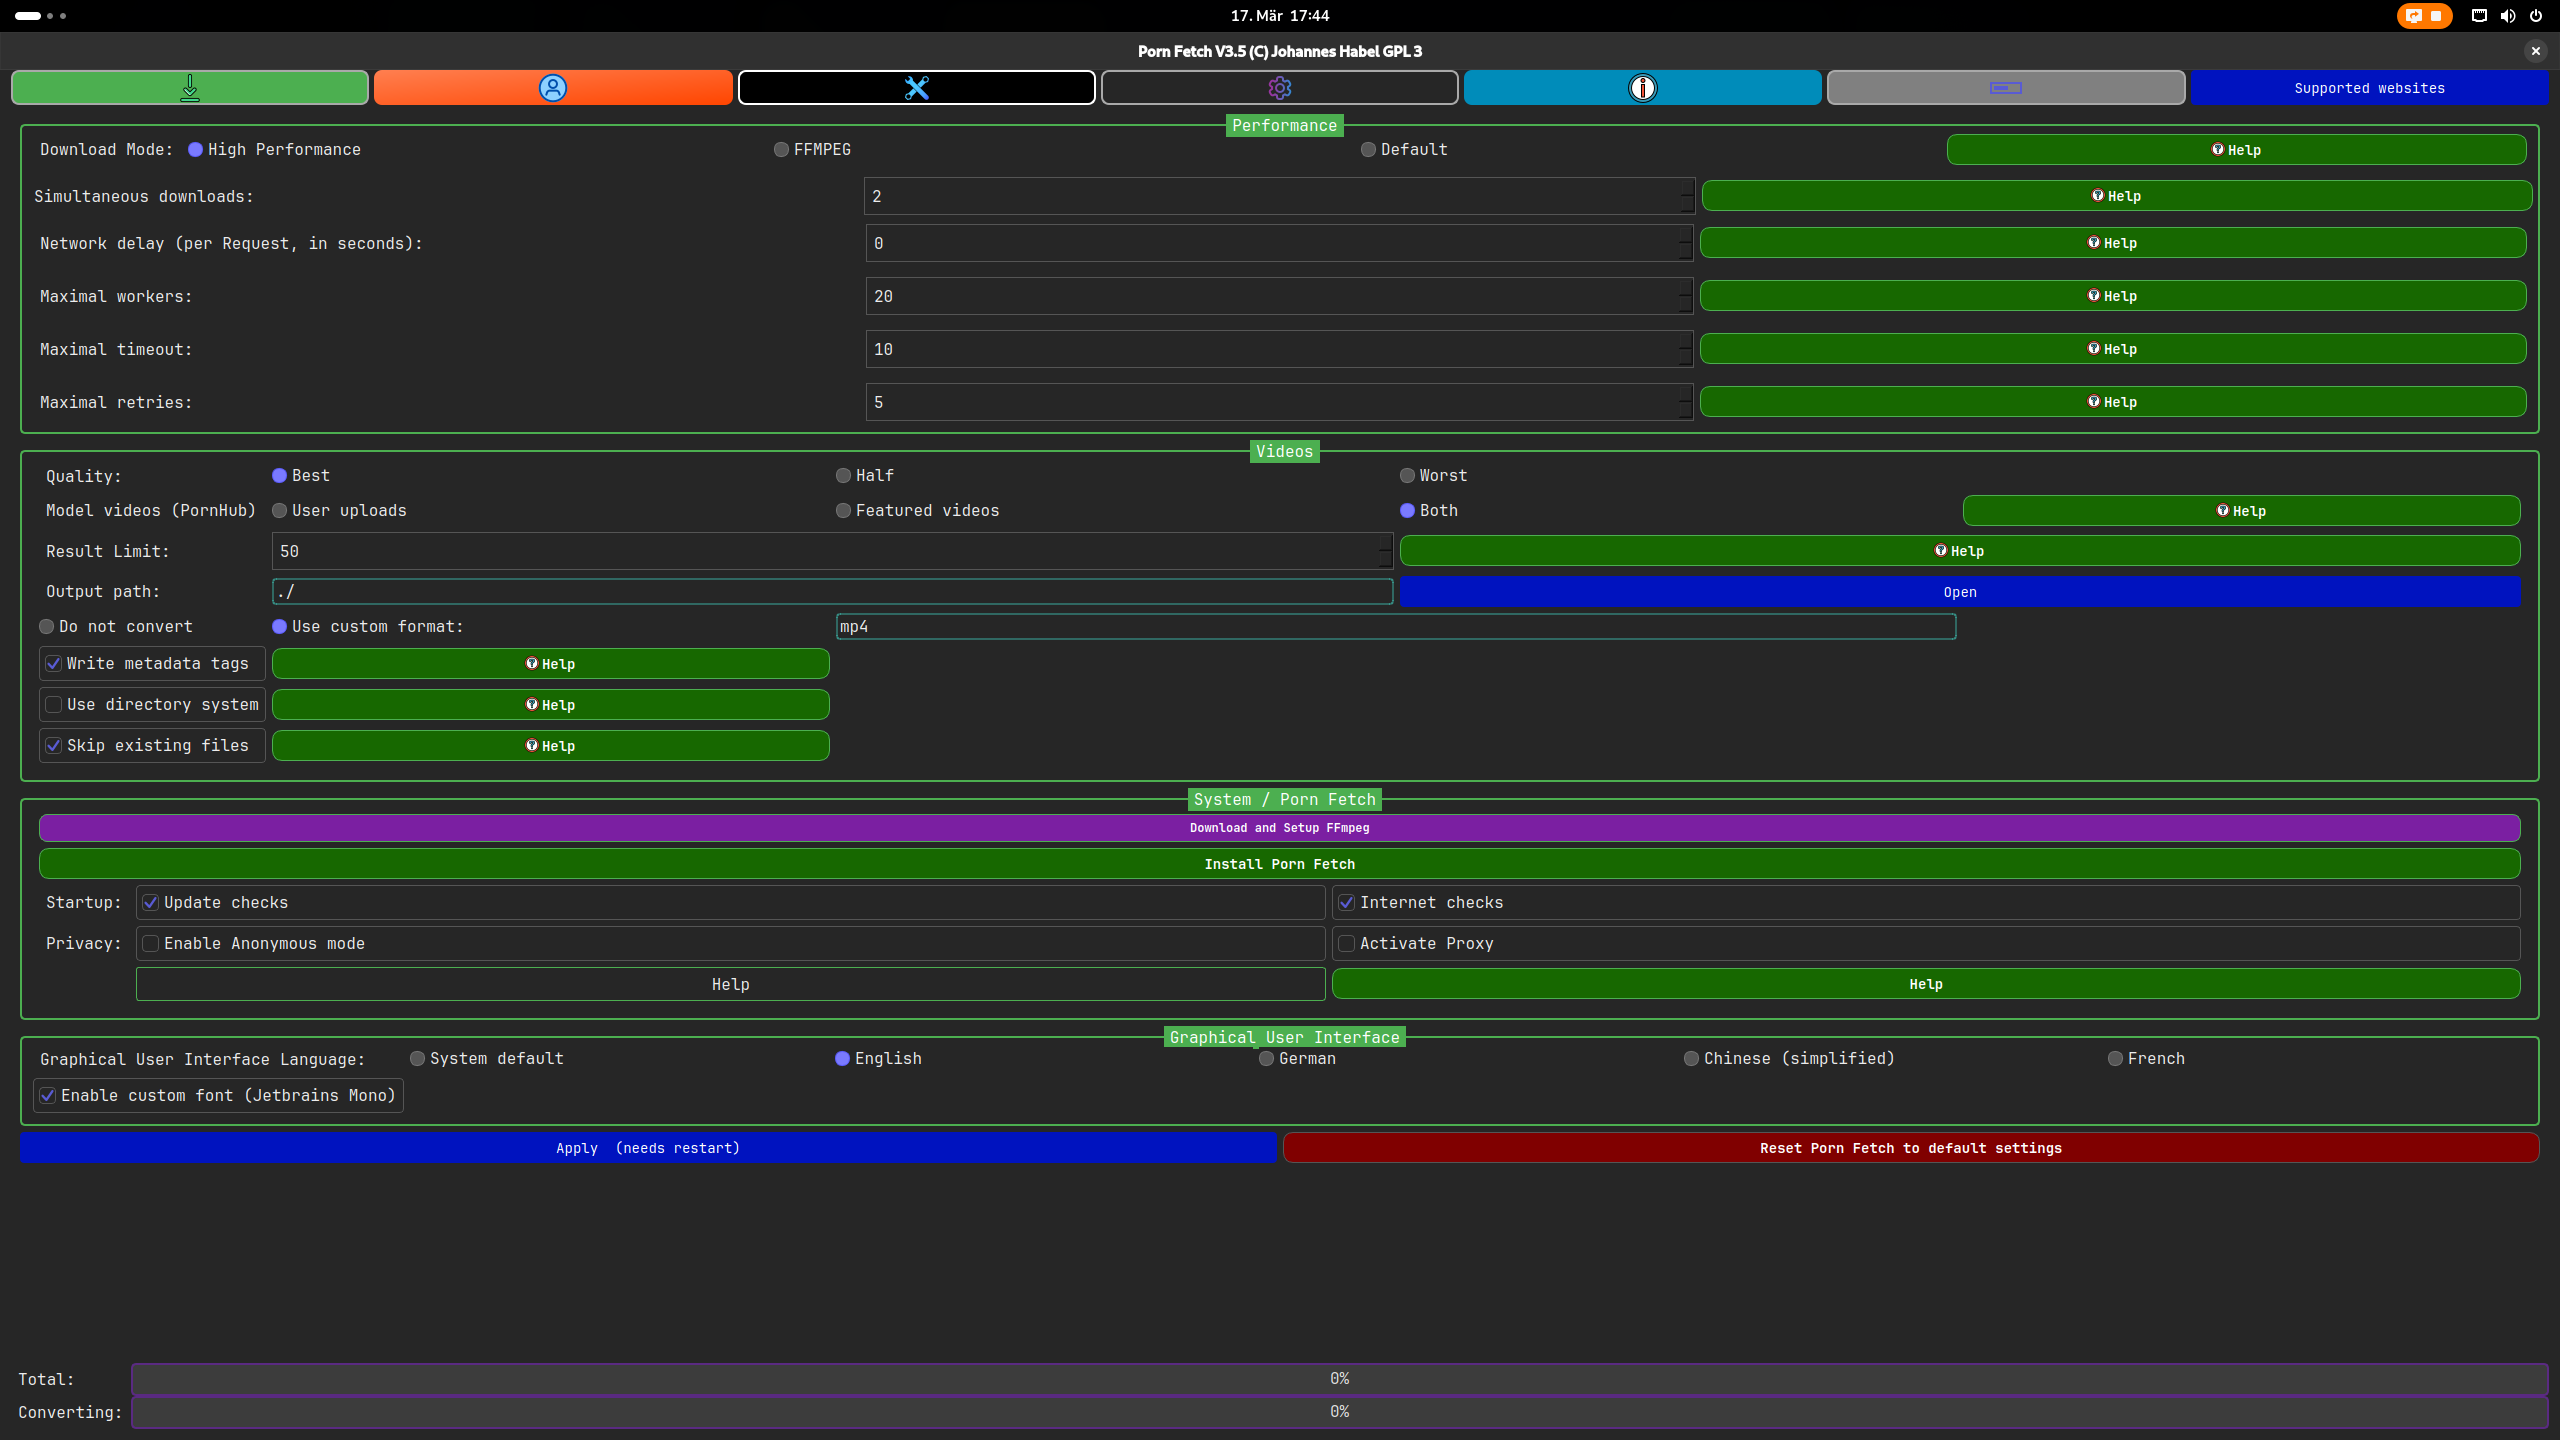 17. Mär 17:44
Porn Fetch V3.5 (C) Johannes Habel GPL 3
Supported websites
Performance
Download Mode: High Performance FFMPEG Default Help
Simultaneous downloads: 2 Help
Network delay (per Request, in seconds): 0 Help
Maximal workers: 20 Help
Maximal timeout: 10 Help
Maximal retries: 5 Help
Videos
Quality: Best Half Worst
Model videos (PornHub) User uploads Featured videos Both Help
Result Limit: 50 Help
Output path: ./ Open
Do not convert Use custom format: mp4
Write metadata tags Help
Use directory system Help
Skip existing files Help
System / Porn Fetch
Download and Setup FFmpeg
Install Porn Fetch
Startup: Update checks Internet checks
Privacy: Enable Anonymous mode Activate Proxy
Help Help
Graphical User Interface
Graphical User Interface Language: System default English German Chinese (simplified) French
Enable custom font (Jetbrains Mono)
Apply (needs restart) Reset Porn Fetch to default settings
Total: 0%
Converting: 0%